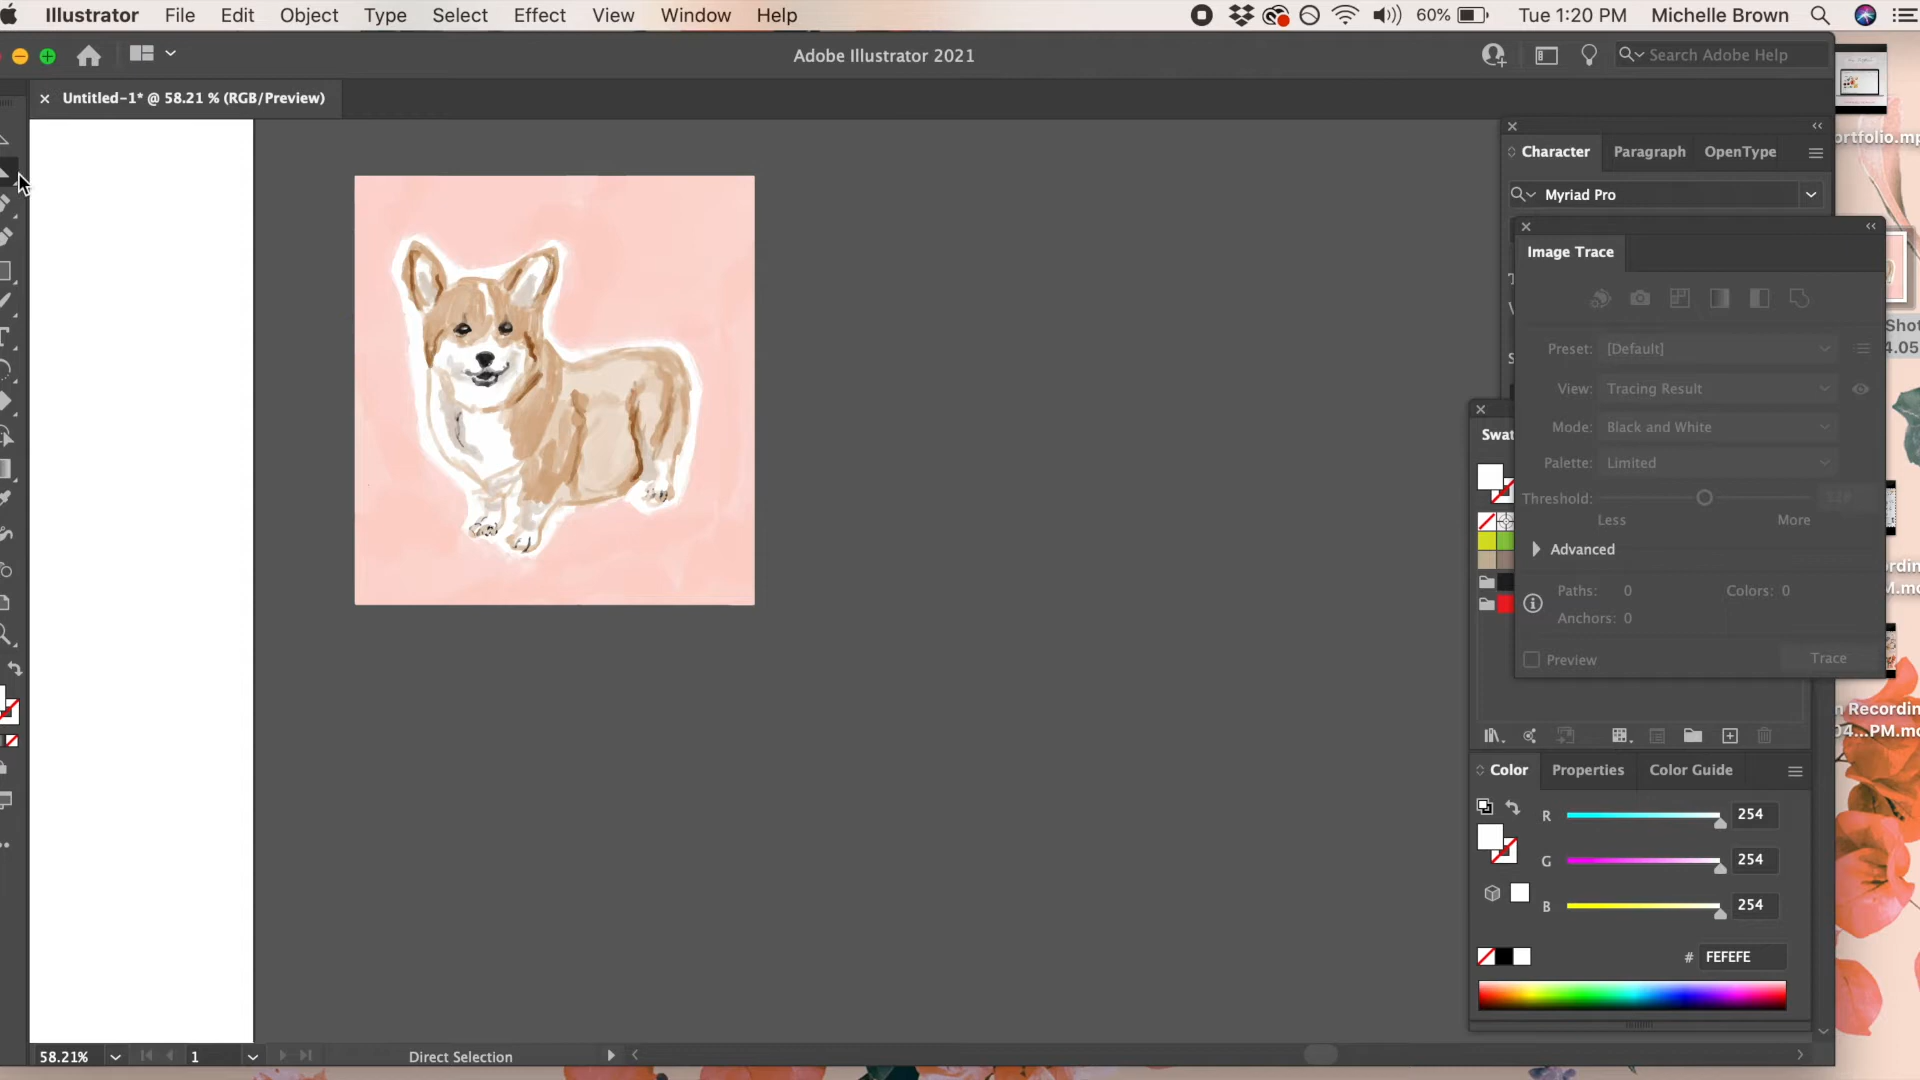 Illustrator File Edit Object Type Select Effect View Window Help 60% Tue 1:20 PM Michelle Brown
Adobe Illustrator 2021
Search Adobe Help
× Untitled-1* @ 58.21 % (RGB/Preview)
ortfolio.mp
Character Paragraph OpenType
Myriad Pro
Image Trace
Shot
4.05
Preset: [Default]
View: Tracing Result
Mode: Black and White
Swat
Palette: Limited
Threshold:
Less More
Advanced
rdin
M.mo
Paths: 0 Colors: 0
Anchors: 0
Preview Trace
n Recordin
04...PM.mo
Color Properties Color Guide
R 254
G 254
B 254
# FEFEFE
58.21% 1 Direct Selection